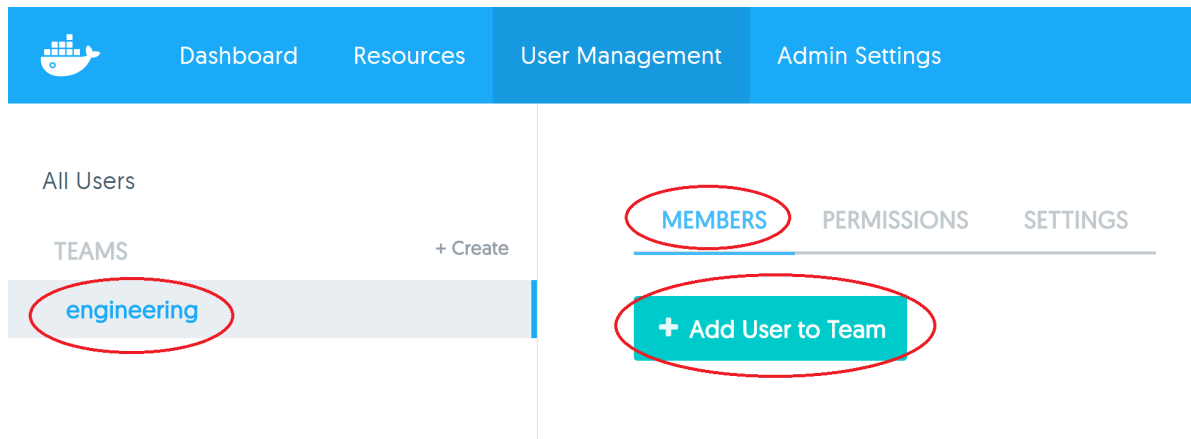 Dashboard Resources User Management Admin Settings
All Users
TEAMS + Create
engineering
MEMBERS PERMISSIONS SETTINGS
+ Add User to Team